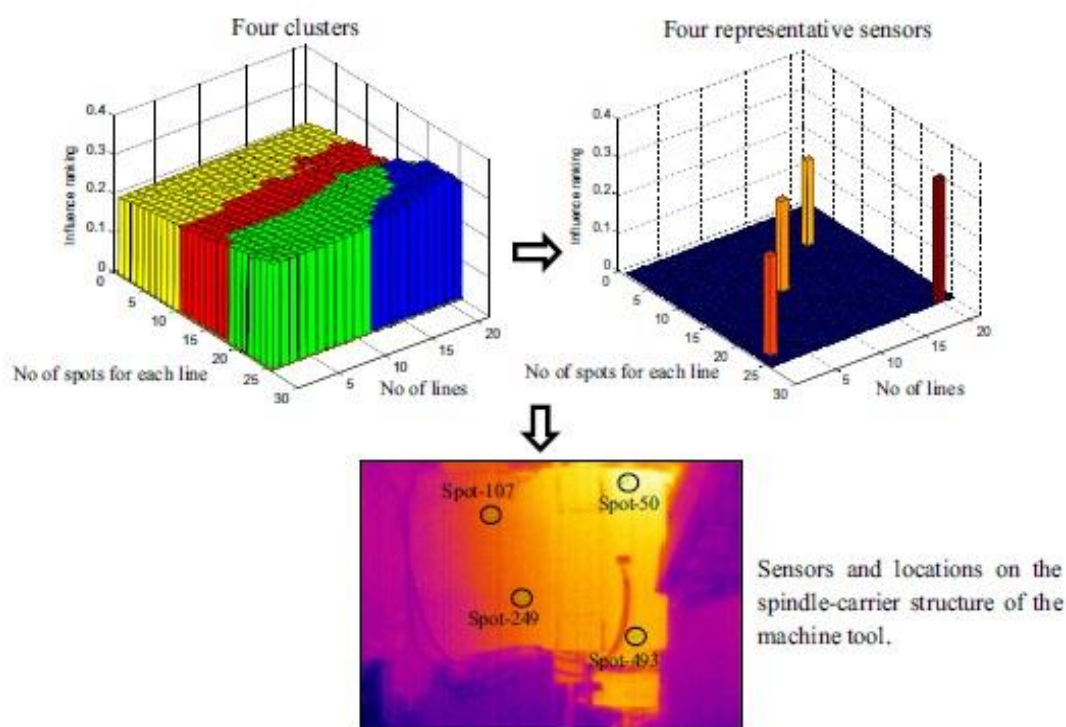 Four clusters
Four representative sensors
0.4
0.3
0.2
0.1
0
Influence ranking
0
5
10
15
20
25
30
No of spots for each line
5
10
15
20
No of lines
0.4
0.3
0.2
0.1
0
Influence ranking
0
5
10
15
20
25
30
No of spots for each line
5
10
15
20
No of lines
Spot-107
Spot-50
Spot-249
Spot-493
Sensors and locations on the
spindle-carrier structure of the
machine tool.